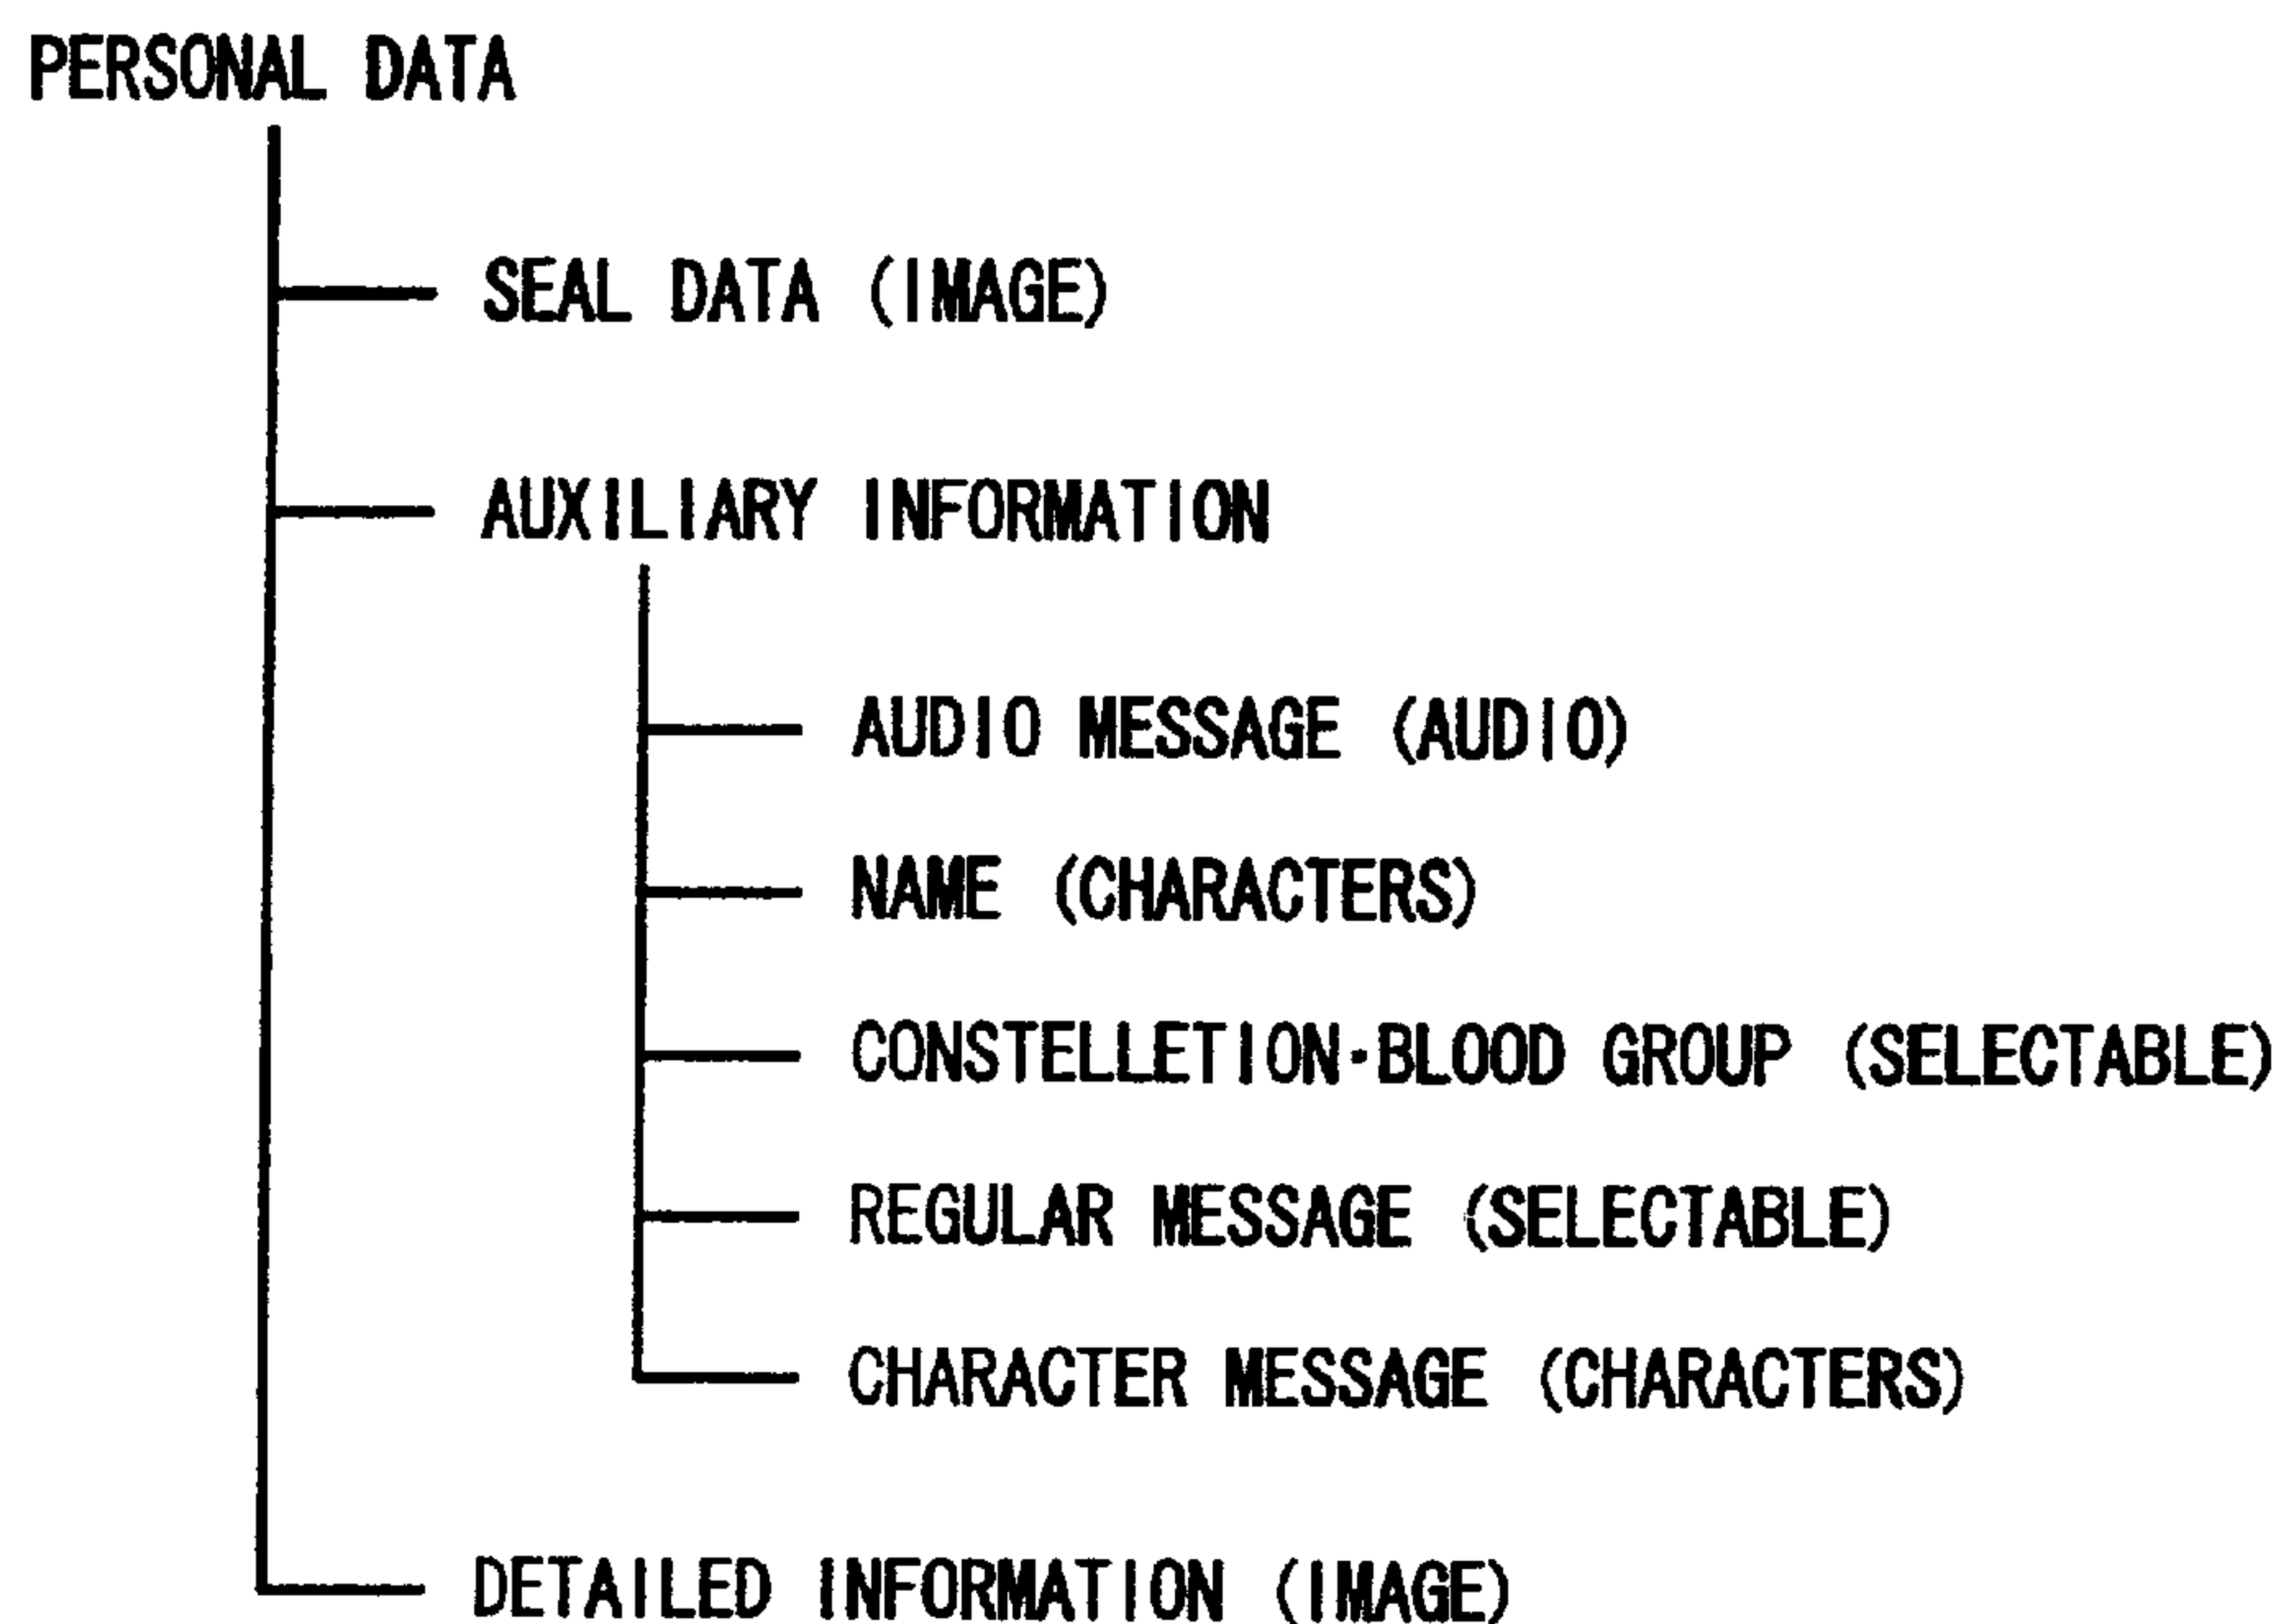 PERSONAL DATA
SEAL DATA (IMAGE)
AUXILIARY INFORMATION
AUDIO MESSAGE (AUDIO)
NAME (CHARACTERS)
CONSTELLETION·BLOOD GROUP (SELECTABLE)
REGULAR MESSAGE (SELECTABLE)
CHARACTER MESSAGE (CHARACTERS)
DETAILED INFORMATION (IMAGE)